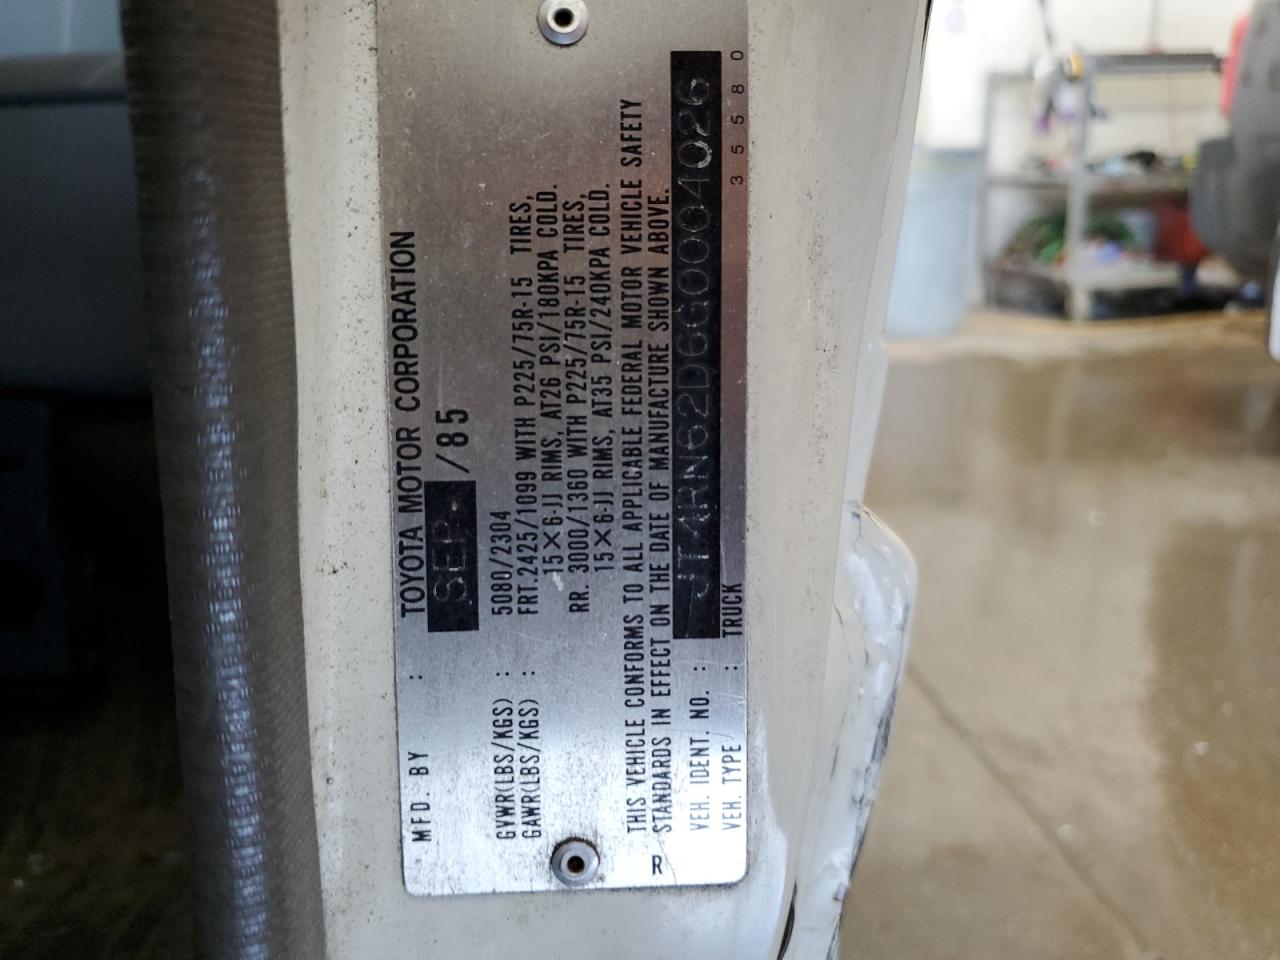 MFD. BY : TOYOTA MOTOR CORPORATION
SEP. /85
GVWR(LBS/KGS) : 5080/2304
GAWR(LBS/KGS) : FRT. 2425/1099 WITH P225/75R-15 TIRES,
15×6-JJ RIMS, AT26 PSI/180KPA COLD.
RR. 3000/1360 WITH P225/75R-15 TIRES,
15×6-JJ RIMS, AT35 PSI/240KPA COLD.
THIS VEHICLE CONFORMS TO ALL APPLICABLE FEDERAL MOTOR VEHICLE SAFETY
R STANDARDS IN EFFECT ON THE DATE OF MANUFACTURE SHOWN ABOVE.
VEH. IDENT. NO. : JT4RN62D6G0004026
VEH. TYPE : TRUCK 35580